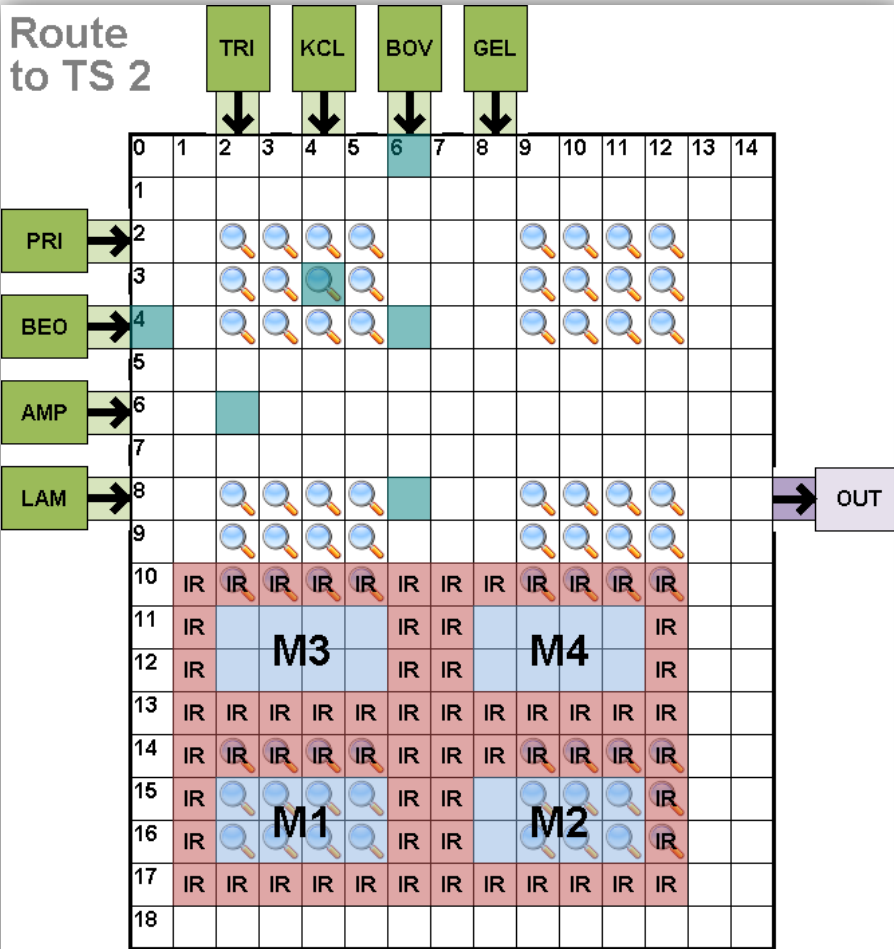 Route
to TS 2
TRI KCL BOV GEL
0 1 2 3 4 5 6 7 8 9 10 11 12 13 14
1
PRI 2
3
BEO 4
5
AMP 6
7
LAM 8 OUT
9
10 IR IR IR IR IR IR IR IR IR IR IR IR
11 IR IR IR IR
M3 M4
12 IR IR IR IR
13 IR IR IR IR IR IR IR IR IR IR IR IR
14 IR IR IR IR IR IR IR IR IR IR IR IR
15 IR IR IR IR
M1 M2
16 IR IR IR IR
17 IR IR IR IR IR IR IR IR IR IR IR IR
18